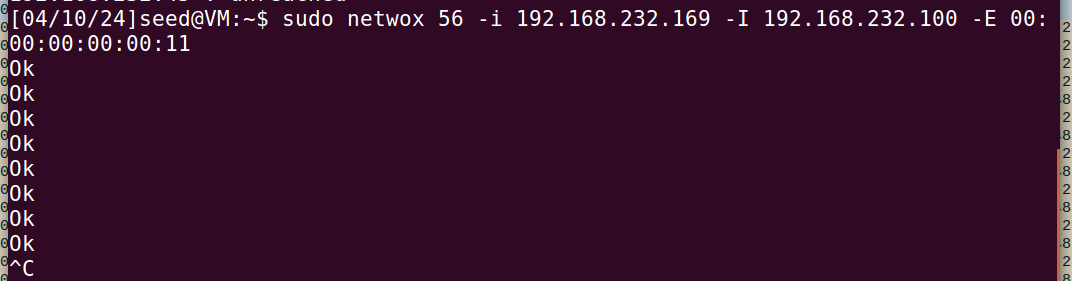 [04/10/24]seed@VM:~$ sudo netwox 56 -i 192.168.232.169 -I 192.168.232.100 -E 00:
00:00:00:00:11
Ok
Ok
Ok
Ok
Ok
Ok
Ok
Ok
^C